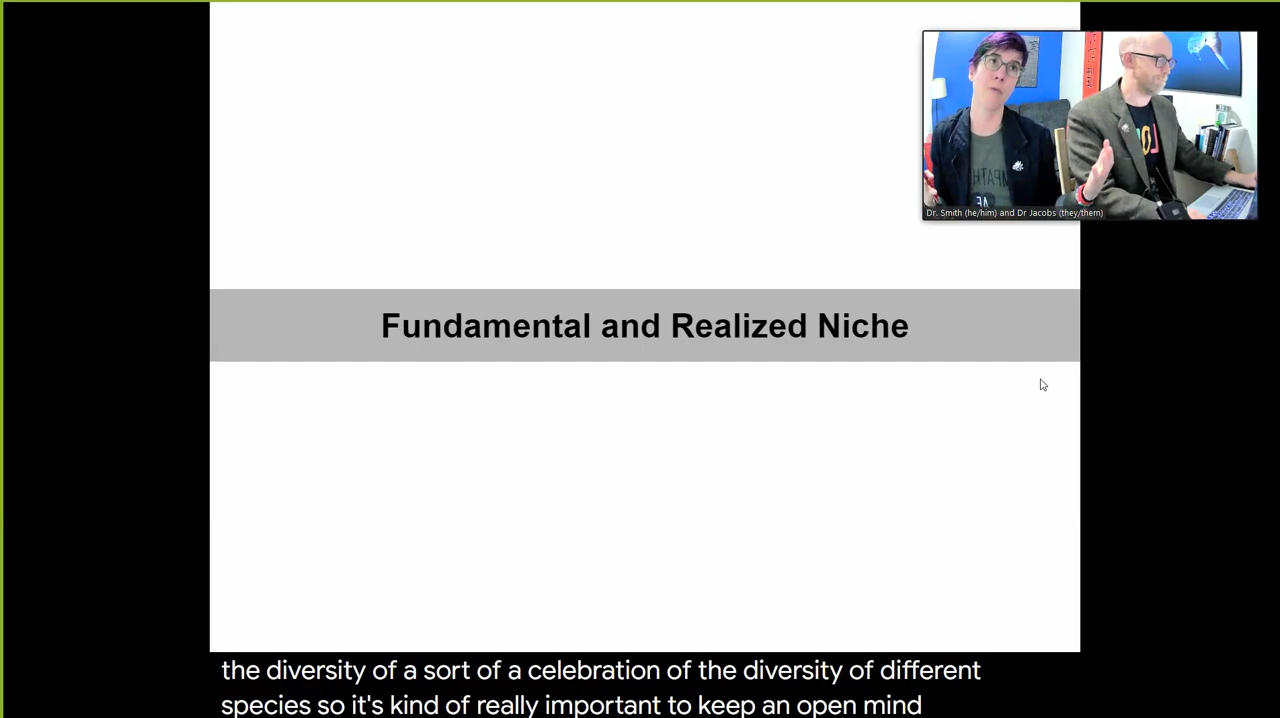 Dr. Smith (he/him) and Dr Jacobs (they/them)
Fundamental and Realized Niche
the diversity of a sort of a celebration of the diversity of different
species so it's kind of really important to keep an open mind